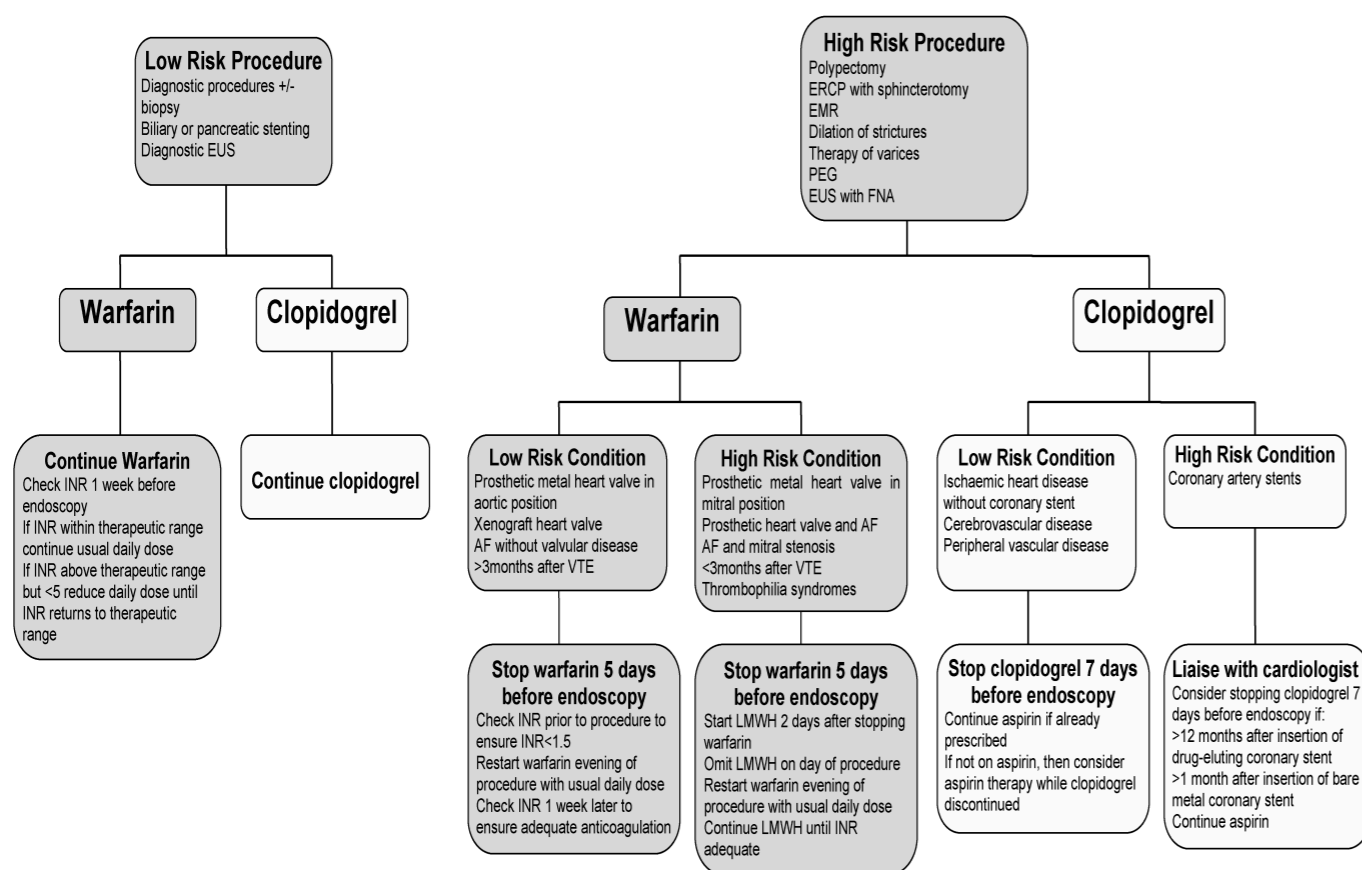 Low Risk Procedure
Diagnostic procedures +/-
biopsy
Biliary or pancreatic stenting
Diagnostic EUS
High Risk Procedure
Polypectomy
ERCP with sphincterotomy
EMR
Dilation of strictures
Therapy of varices
PEG
EUS with FNA
Warfarin
Clopidogrel
Warfarin
Clopidogrel
Continue Warfarin
Check INR 1 week before
endoscopy
If INR within therapeutic range
continue usual daily dose
If INR above therapeutic range
but <5 reduce daily dose until
INR returns to therapeutic
range
Continue clopidogrel
Low Risk Condition
Prosthetic metal heart valve in
aortic position
Xenograft heart valve
AF without valvular disease
>3months after VTE
High Risk Condition
Prosthetic metal heart valve in
mitral position
Prosthetic heart valve and AF
AF and mitral stenosis
<3months after VTE
Thrombophilia syndromes
Low Risk Condition
Ischaemic heart disease
without coronary stent
Cerebrovascular disease
Peripheral vascular disease
High Risk Condition
Coronary artery stents
Stop warfarin 5 days
before endoscopy
Check INR prior to procedure to
ensure INR<1.5
Restart warfarin evening of
procedure with usual daily dose
Check INR 1 week later to
ensure adequate anticoagulation
Stop warfarin 5 days
before endoscopy
Start LMWH 2 days after stopping
warfarin
Omit LMWH on day of procedure
Restart warfarin evening of
procedure with usual daily dose
Continue LMWH until INR
adequate
Stop clopidogrel 7 days
before endoscopy
Continue aspirin if already
prescribed
If not on aspirin, then consider
aspirin therapy while clopidogrel
discontinued
Liaise with cardiologist
Consider stopping clopidogrel 7
days before endoscopy if:
>12 months after insertion of
drug-eluting coronary stent
>1 month after insertion of bare
metal coronary stent
Continue aspirin